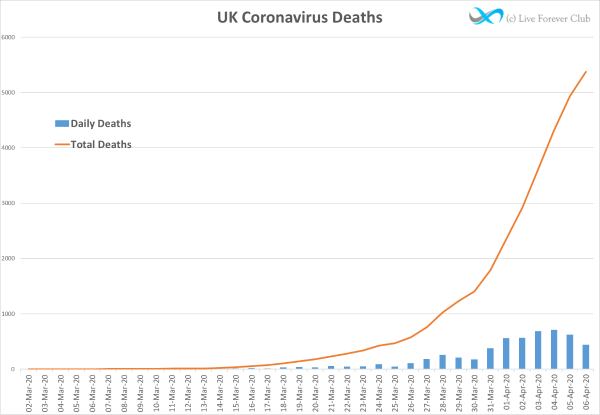 UK Coronavirus Deaths
(c) Live Forever Club
6000
5000
4000
3000
2000
1000
0
Daily Deaths
Total Deaths
02-Mar-20
03-Mar-20
04-Mar-20
05-Mar-20
06-Mar-20
07-Mar-20
08-Mar-20
09-Mar-20
10-Mar-20
11-Mar-20
12-Mar-20
13-Mar-20
14-Mar-20
15-Mar-20
16-Mar-20
17-Mar-20
18-Mar-20
19-Mar-20
20-Mar-20
21-Mar-20
22-Mar-20
23-Mar-20
24-Mar-20
25-Mar-20
26-Mar-20
27-Mar-20
28-Mar-20
29-Mar-20
30-Mar-20
31-Mar-20
01-Apr-20
02-Apr-20
03-Apr-20
04-Apr-20
05-Apr-20
06-Apr-20